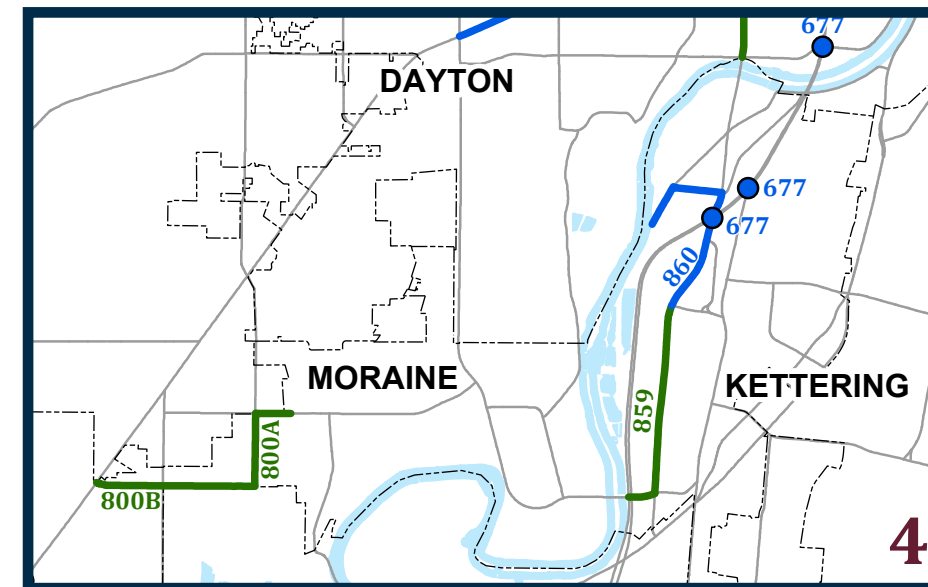 677
DAYTON
677
677
860
MORAINE
KETTERING
859
800A
800B
4